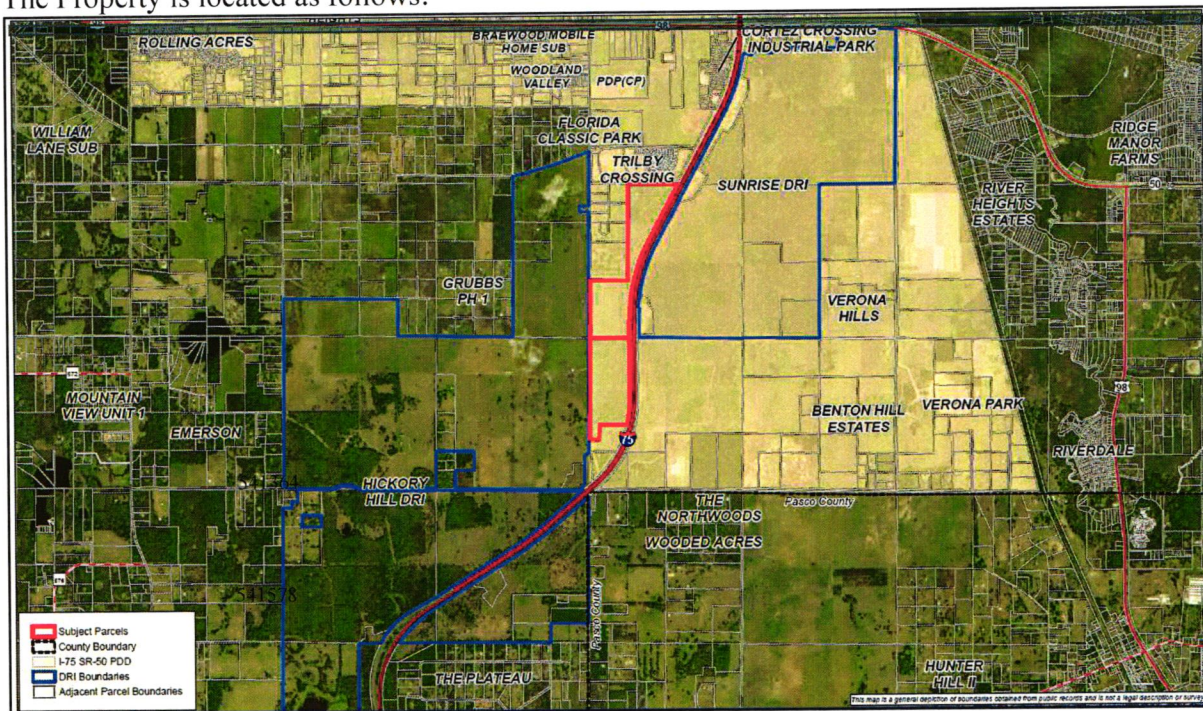 The Property is located as follows:
ROLLING ACRES
BRAEWOOD MOBILE
HOME SUB
CORTEZ CROSSING
INDUSTRIAL PARK
WOODLAND
VALLEY
PDP(CP)
WILLIAM
LANE SUB
FLORIDA
CLASSIC PARK
TRILBY
CROSSING
SUNRISE DRI
RIDGE
MANOR
FARMS
50
RIVER
HEIGHTS
ESTATES
GRUBBS
PH 1
VERONA
HILLS
572
MOUNTAIN
VIEW UNIT 1
EMERSON
BENTON HILL
ESTATES
VERONA PARK
98
75
RIVERDALE
HICKORY
HILL DRI
THE
NORTHWOODS
Pasco County
WOODED ACRES
578
541578
Pasco County
THE PLATEAU
HUNTER
HILL II
Subject Parcels
County Boundary
I-75 SR-50 PDD
DRI Boundaries
Adjacent Parcel Boundaries
This map is a general depiction of boundaries obtained from public records and is not a legal description or survey